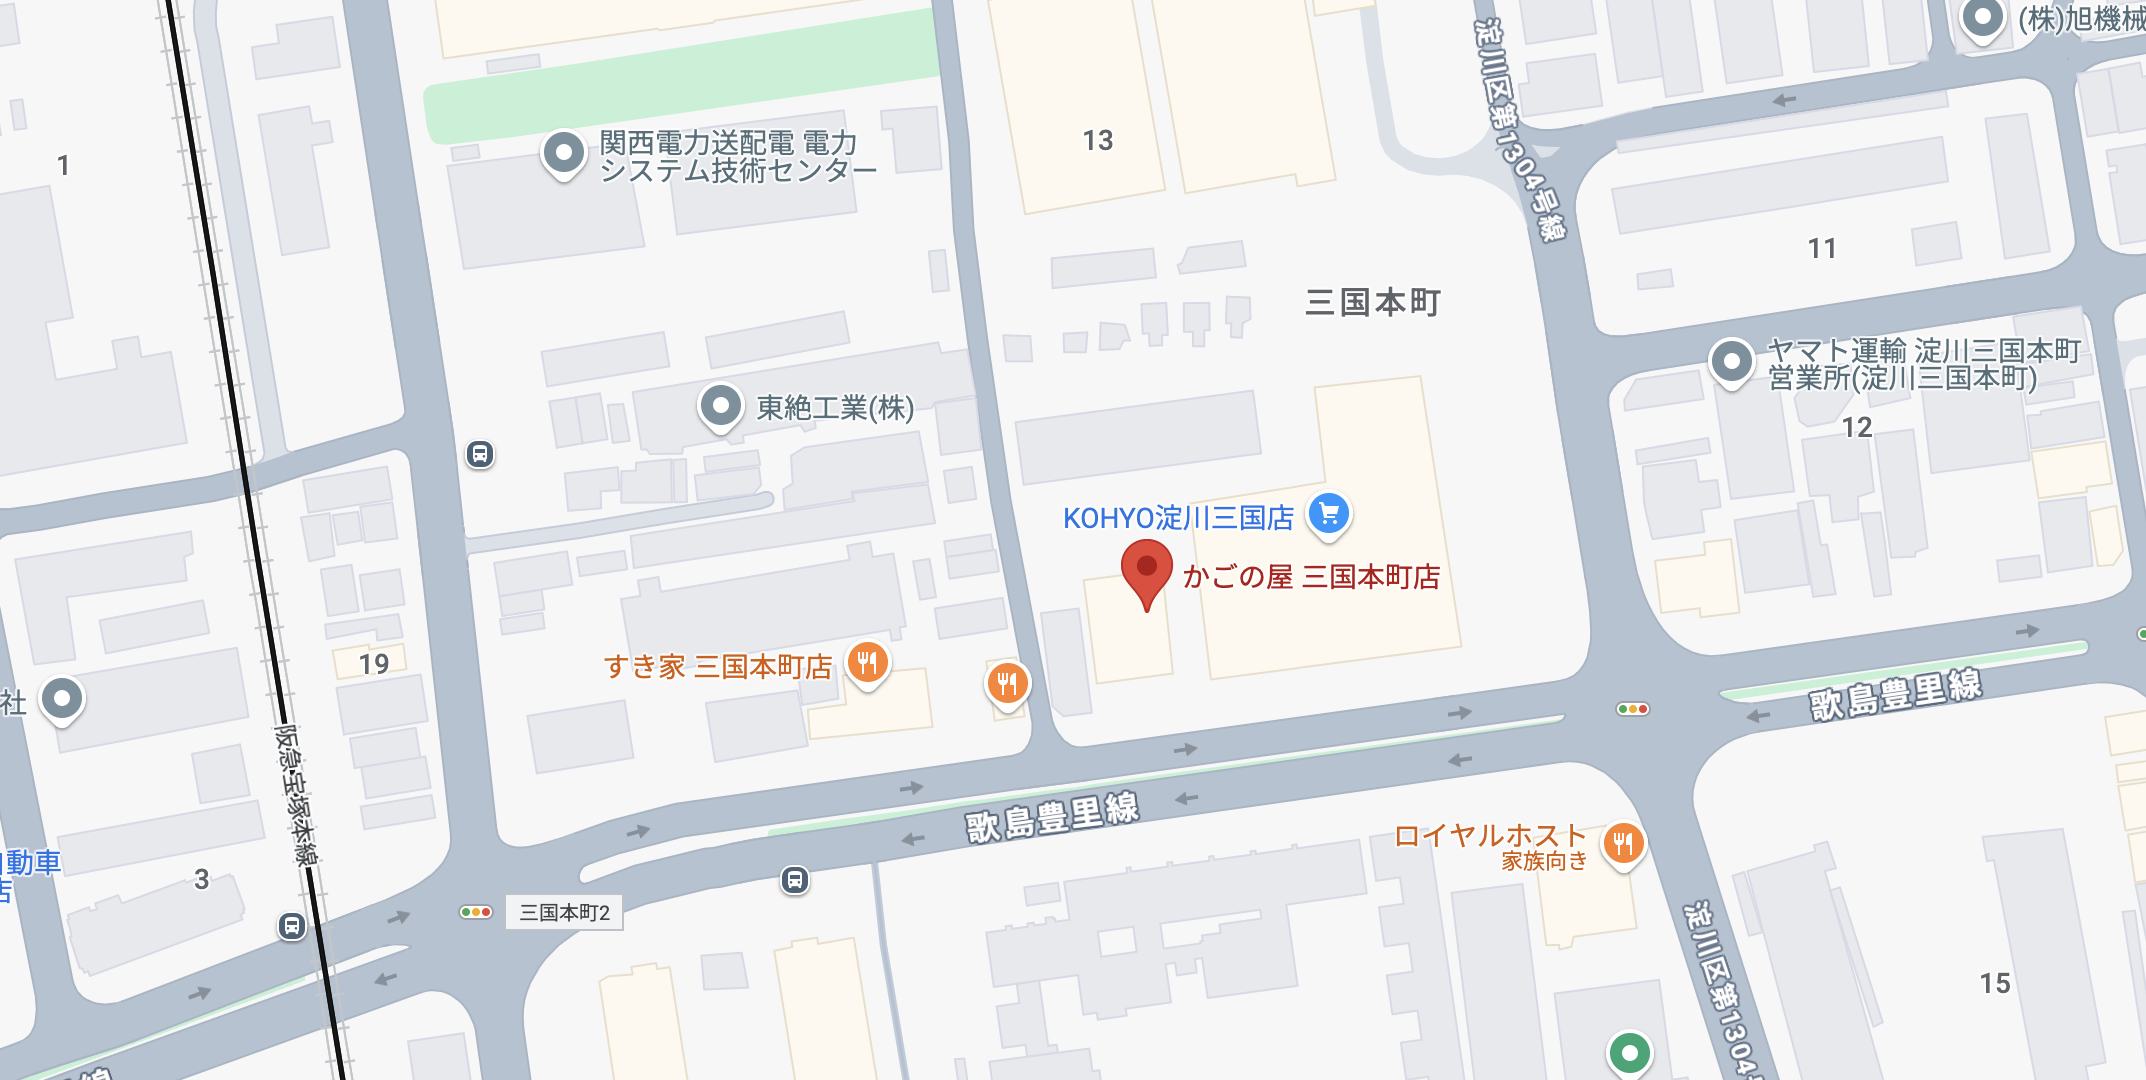 (株)旭機械
淀川区第1304号線
13
関西電力送配電 電力
システム技術センター
1
11
三国本町
ヤマト運輸 淀川三国本町
営業所(淀川三国本町)
東絶工業(株)
12
KOHYO淀川三国店
かごの屋 三国本町店
すき家 三国本町店
19
社
歌島豊里線
阪急宝塚本線
歌島豊里線
ロイヤルホスト
家族向き
動車
店
3
三国本町2
淀川区第1304号
15
線